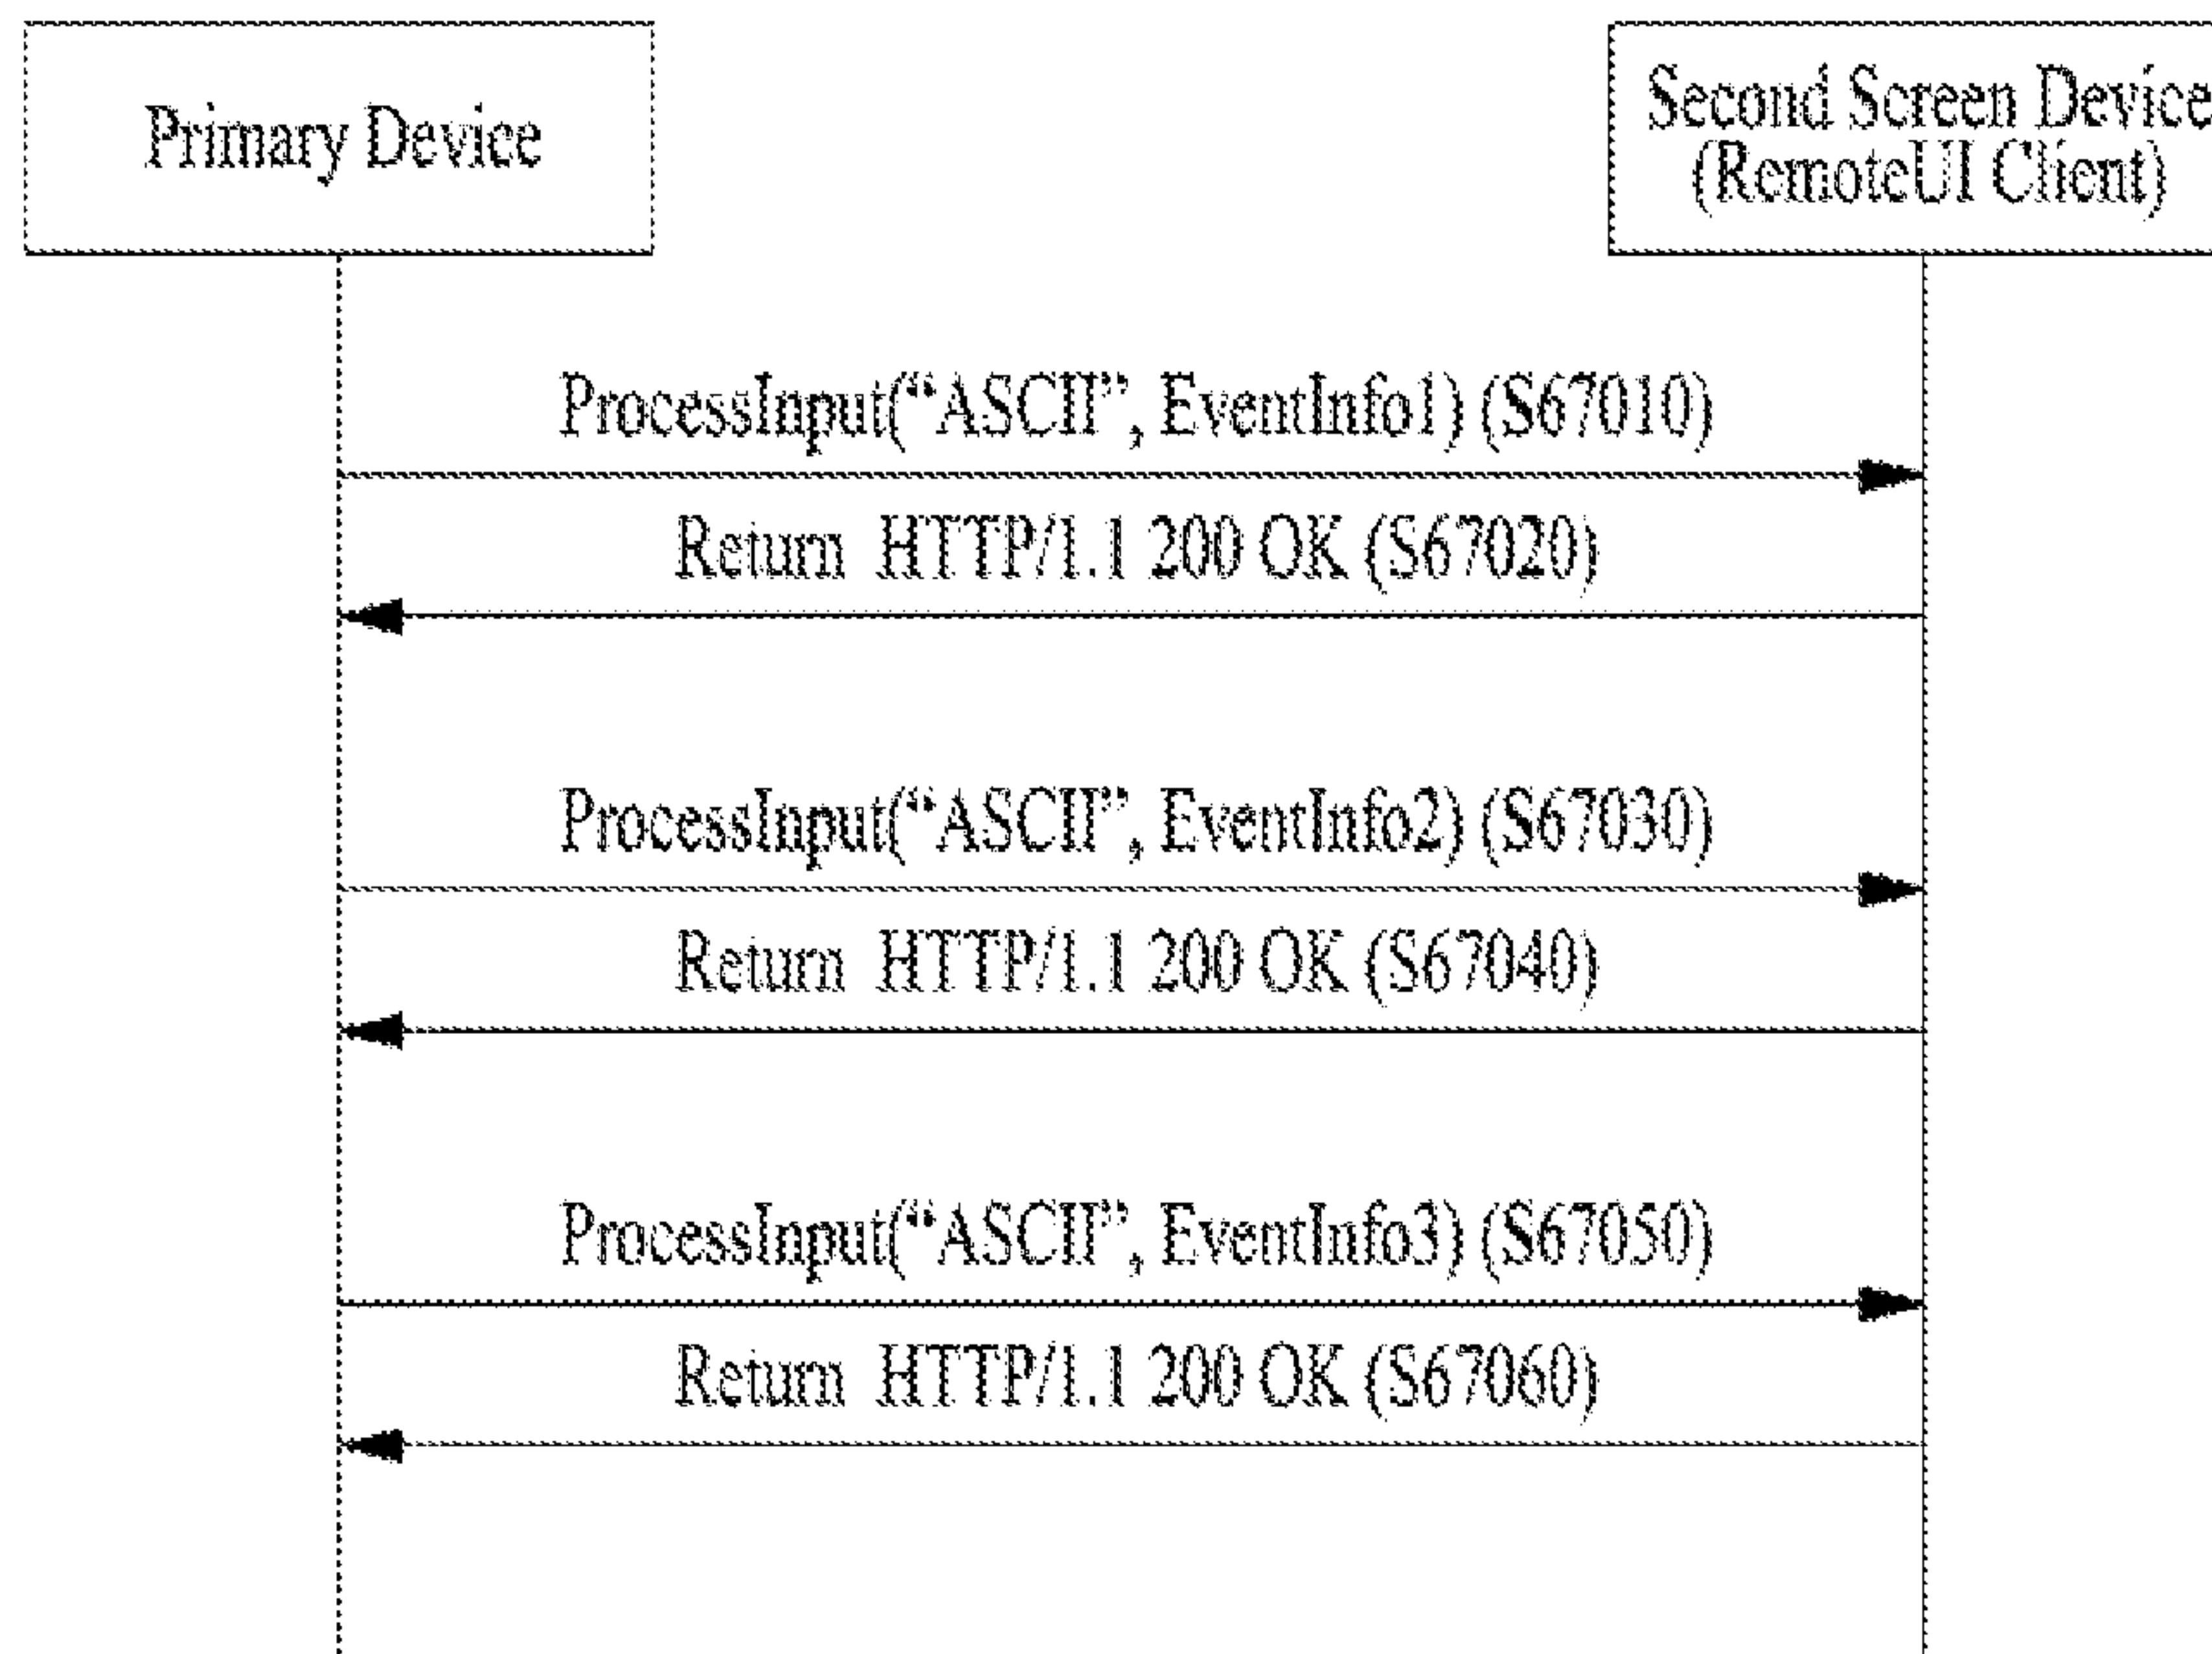 Primary Device
Second Screen Device
(RemoteUI Client)
ProcessInput(“ASCII”, EventInfo1) (S67010)
Return HTTP/1.1 200 OK (S67020)
ProcessInput(“ASCII”, EventInfo2) (S67030)
Return HTTP/1.1 200 OK (S67040)
ProcessInput(“ASCII”, EventInfo3) (S67050)
Return HTTP/1.1 200 OK (S67060)